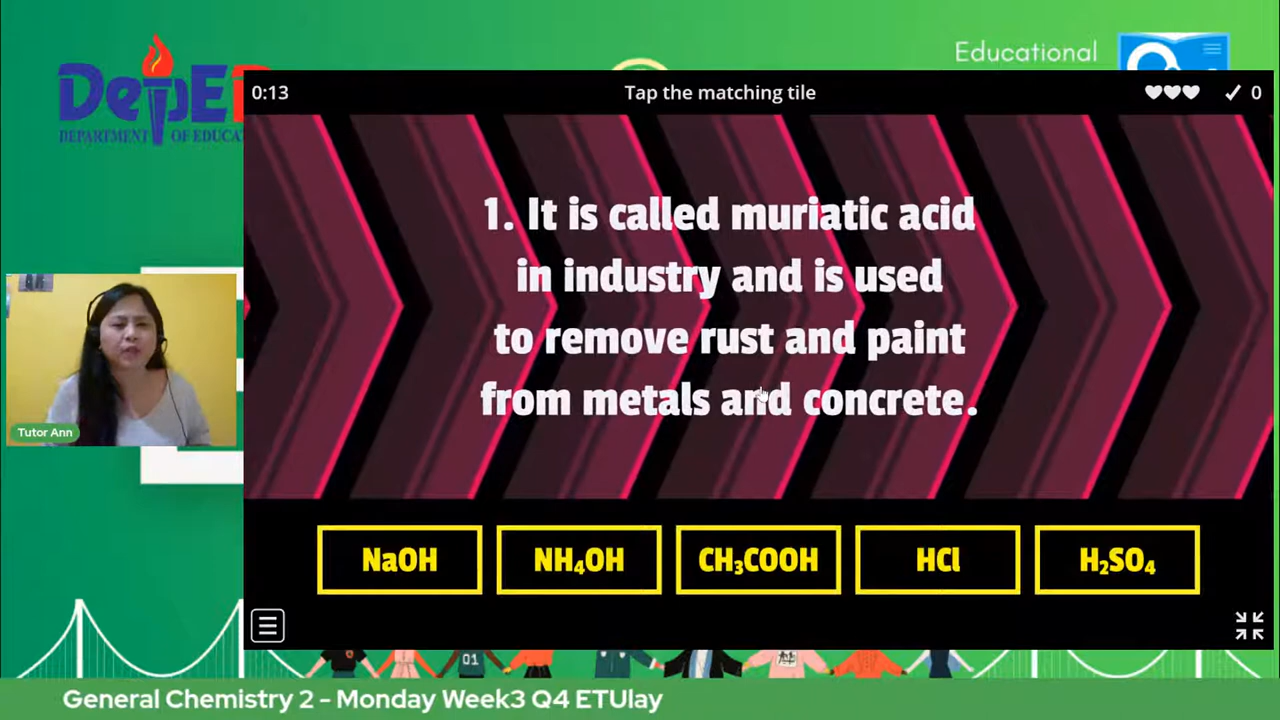 Educational
DepE
DEPARTMENT OF EDUCA
0:13
Tap the matching tile
✓ 0
1. It is called muriatic acid
in industry and is used
to remove rust and paint
from metals and concrete.
Tutor Ann
NaOH
NH₄OH
CH₃COOH
HCl
H₂SO₄
01
General Chemistry 2 - Monday Week3 Q4 ETUlay